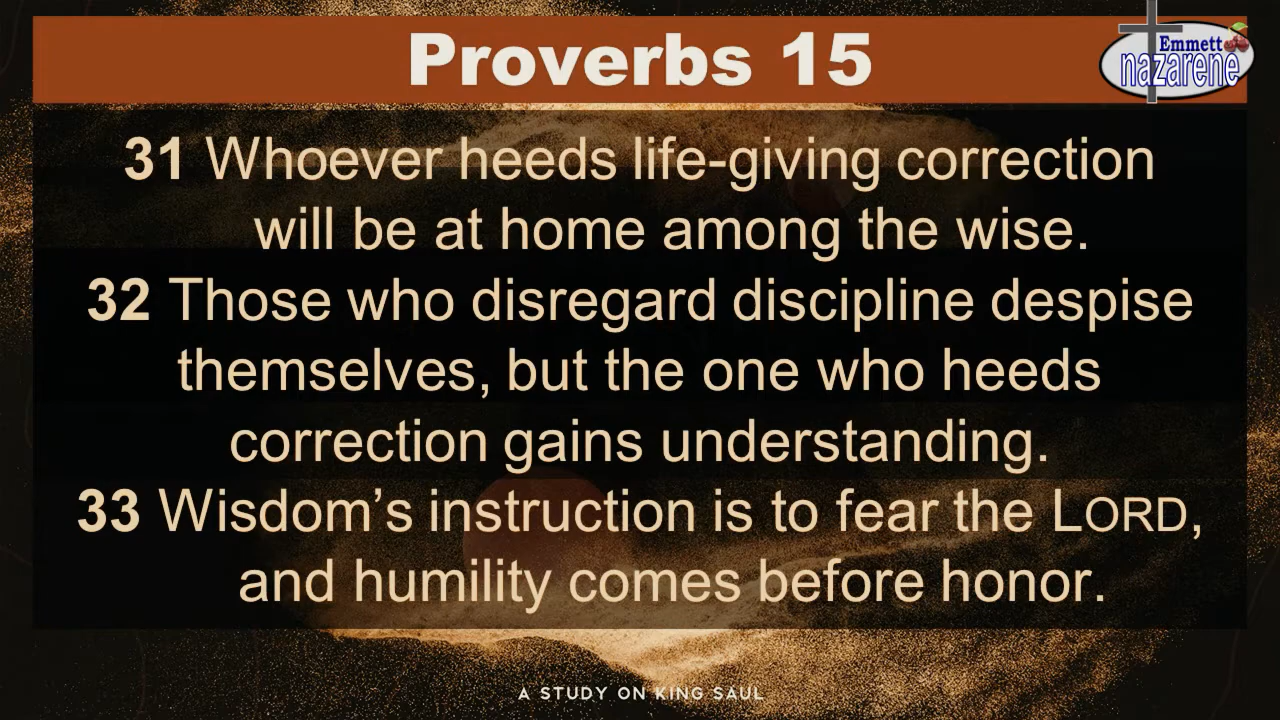 Proverbs 15
Emmett
nazarene
31 Whoever heeds life-giving correction
will be at home among the wise.
32 Those who disregard discipline despise
themselves, but the one who heeds
correction gains understanding.
33 Wisdom’s instruction is to fear the LORD,
and humility comes before honor.
A STUDY ON KING SAUL